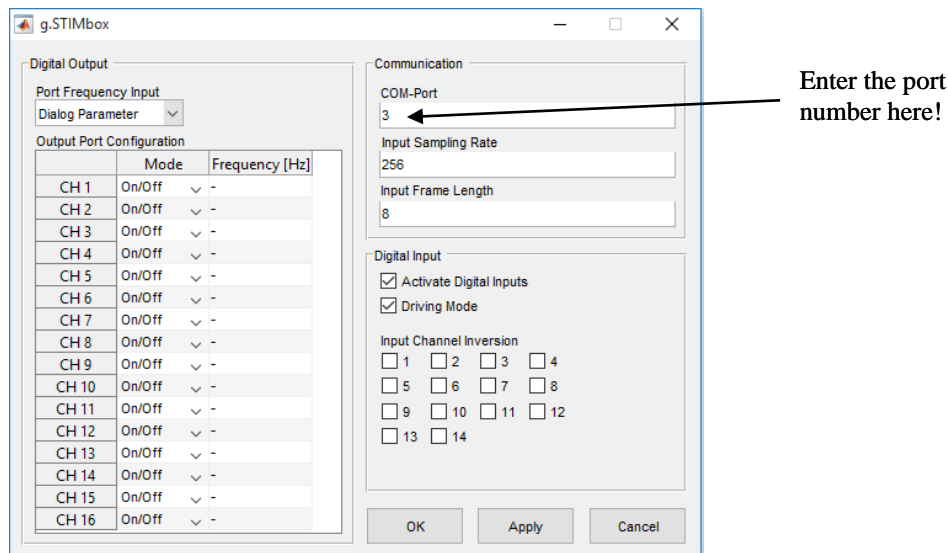 g.STIMbox
Digital Output
Port Frequency Input
Dialog Parameter
Output Port Configuration
Mode Frequency [Hz]
CH 1 On/Off -
CH 2 On/Off -
CH 3 On/Off -
CH 4 On/Off -
CH 5 On/Off -
CH 6 On/Off -
CH 7 On/Off -
CH 8 On/Off -
CH 9 On/Off -
CH 10 On/Off -
CH 11 On/Off -
CH 12 On/Off -
CH 13 On/Off -
CH 14 On/Off -
CH 15 On/Off -
CH 16 On/Off -
Communication
COM-Port
3
Input Sampling Rate
256
Input Frame Length
8
Digital Input
Activate Digital Inputs
Driving Mode
Input Channel Inversion
1 2 3 4
5 6 7 8
9 10 11 12
13 14
OK Apply Cancel
Enter the port
number here!